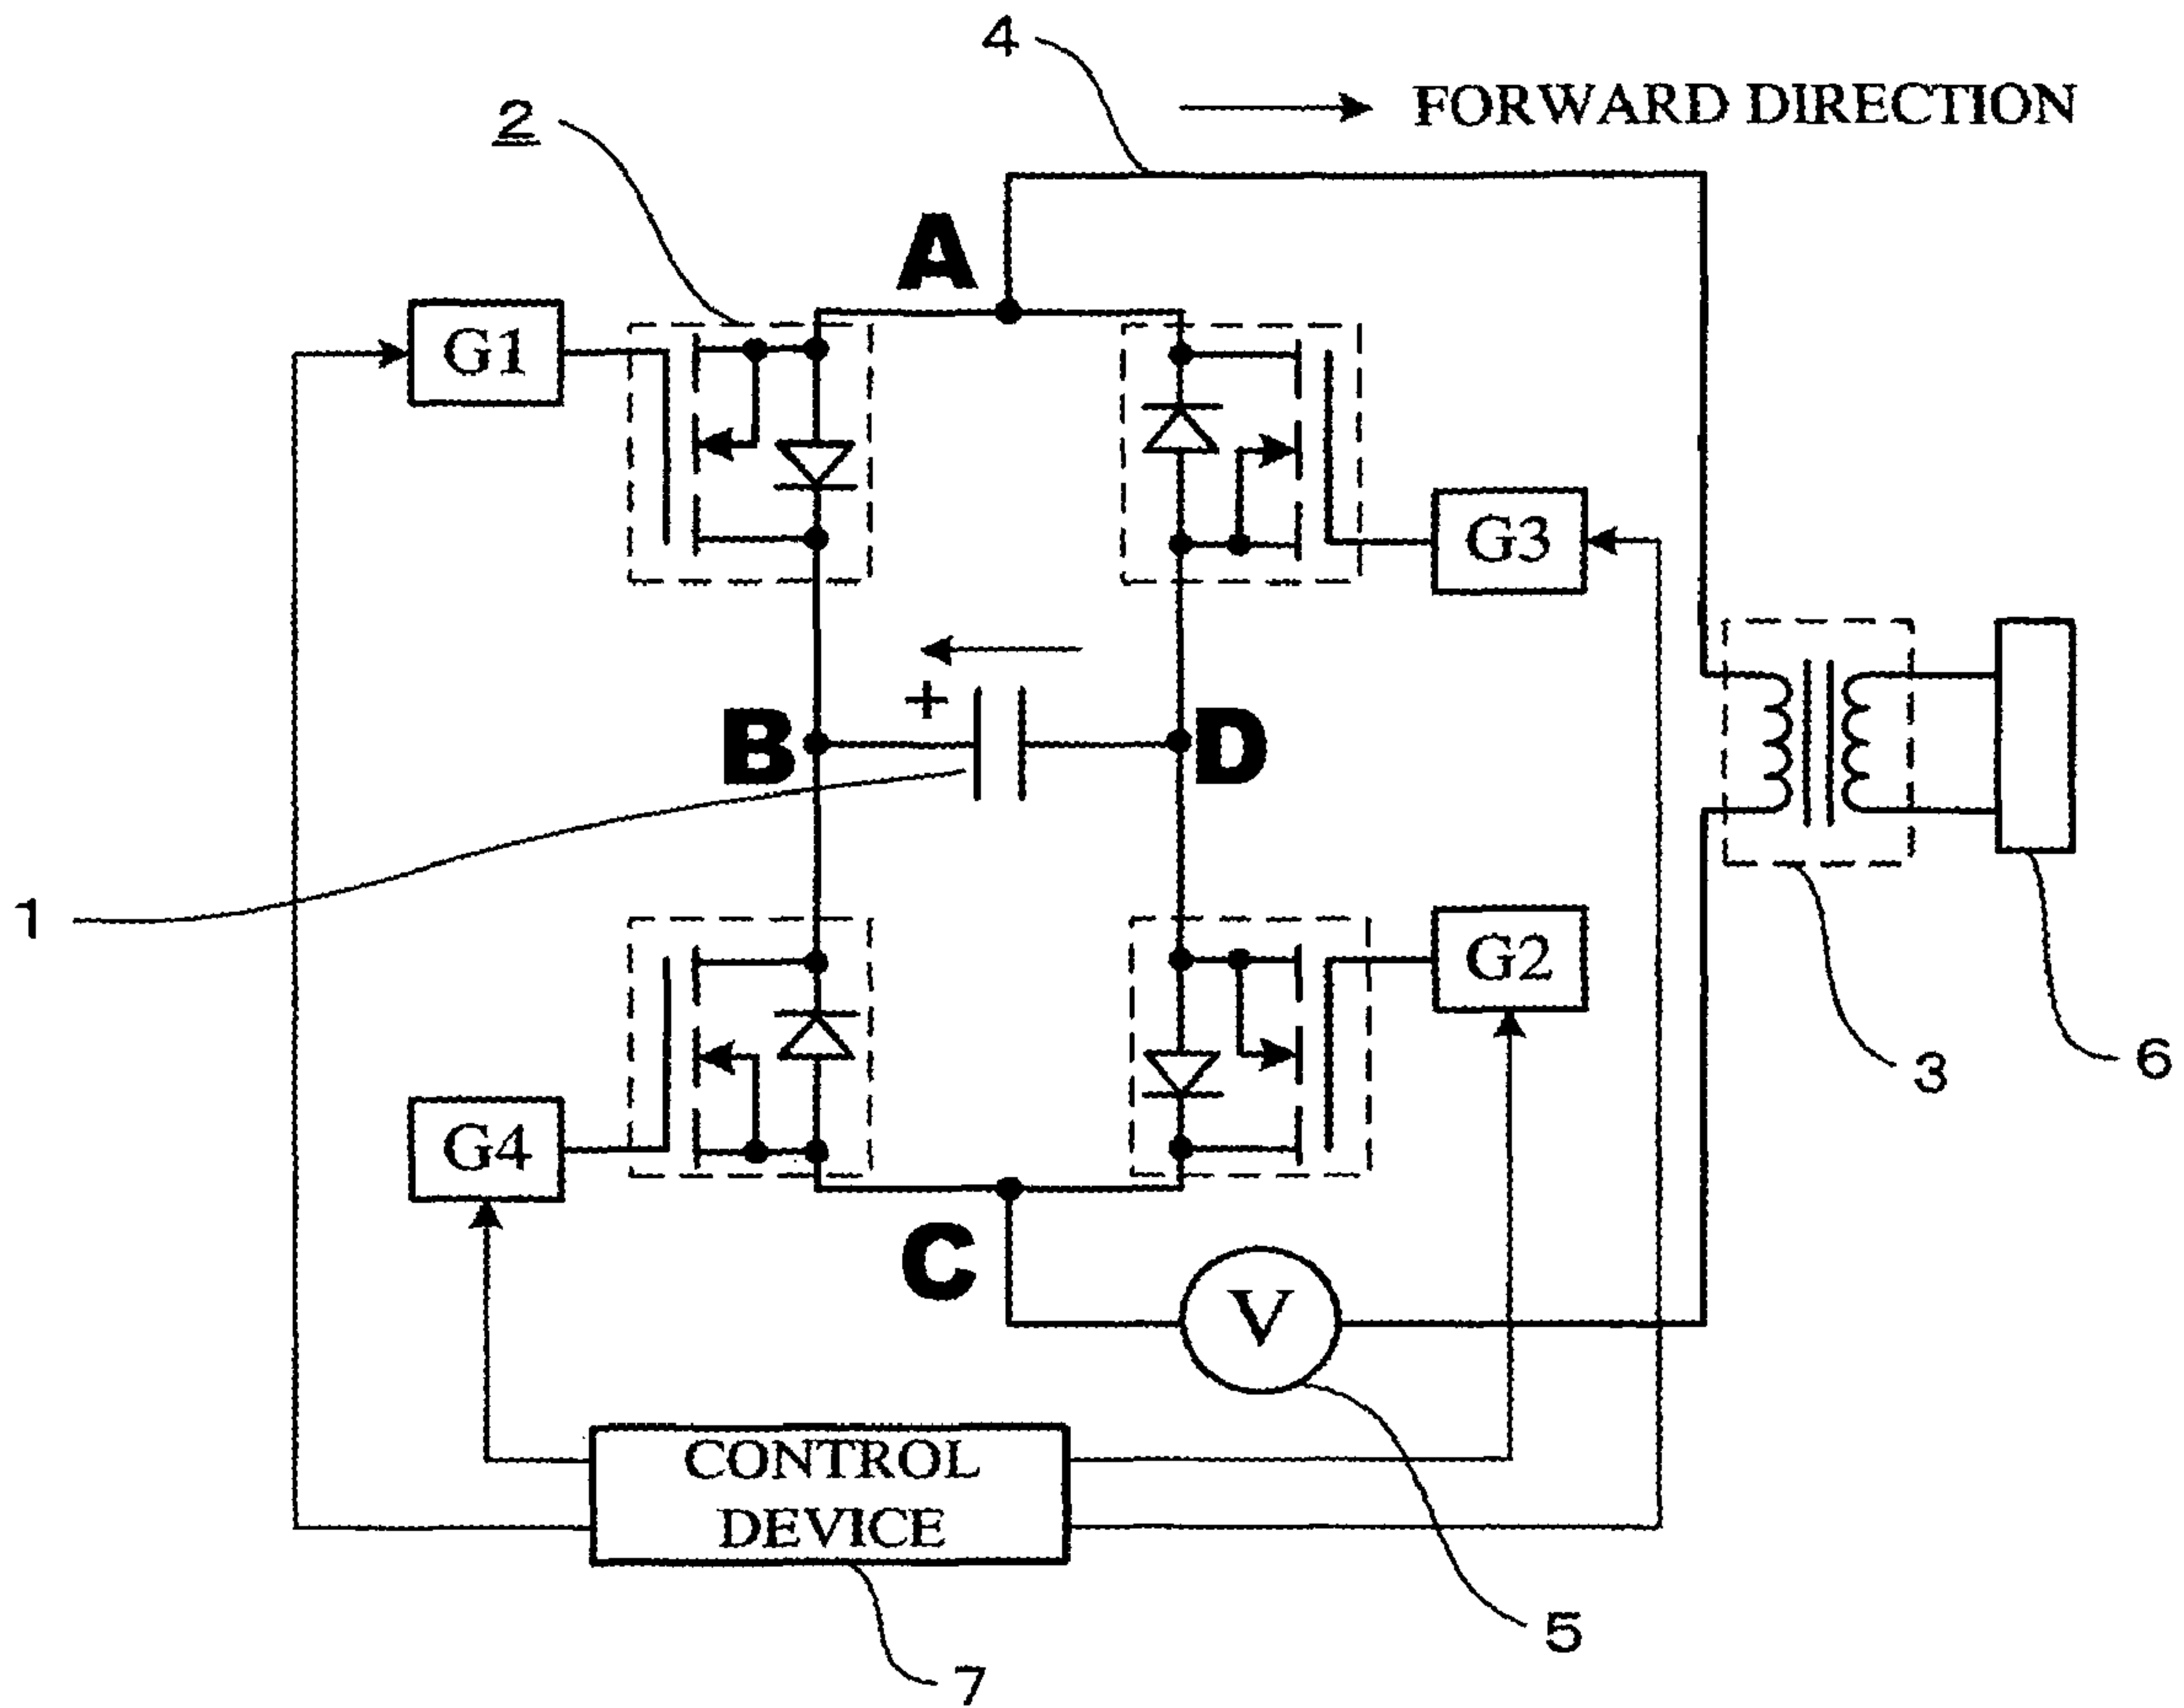 4
FORWARD DIRECTION
2
A
G1
G3
+
B
D
1
G2
3
6
G4
C
V
CONTROL
DEVICE
5
7